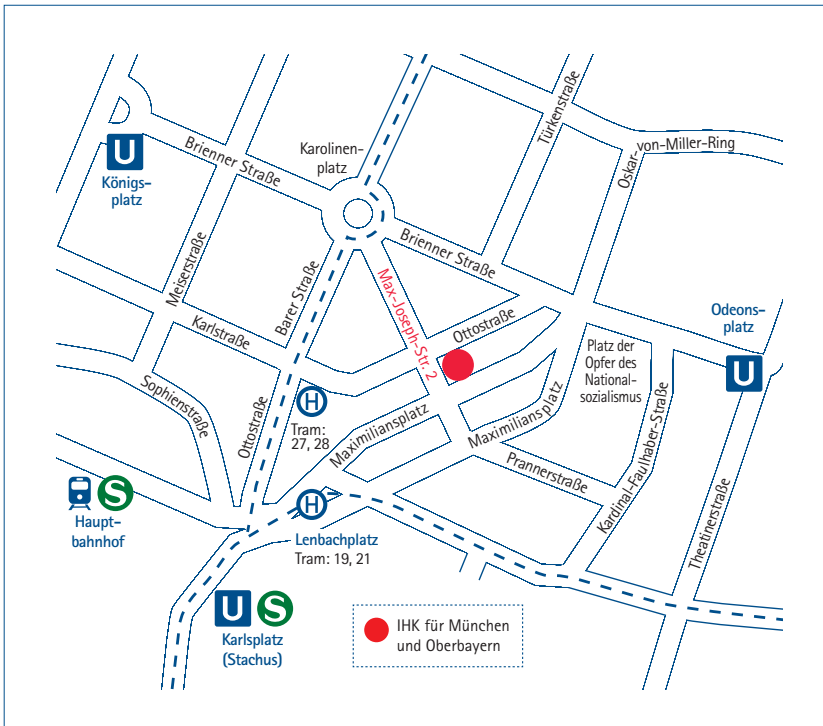 Türkenstraße
Oskar-von-Miller-Ring
Karolinen-
platz
U
Königs-
platz
Brienner Straße
Brienner Straße
Meiserstraße
Barer Straße
Max-Joseph-Str. 2
Ottostraße
Karlstraße
Odeons-
platz
U
Platz der
Opfer des
National-
sozialismus
Sophienstraße
Ottostraße
H
Tram:
27, 28
Maximiliansplatz
Maximiliansplatz
Prannerstraße
Kardinal-Faulhaber-Straße
Theatinerstraße
S
Haupt-
bahnhof
H
Lenbachplatz
Tram: 19, 21
U S
Karlsplatz
(Stachus)
IHK für München
und Oberbayern